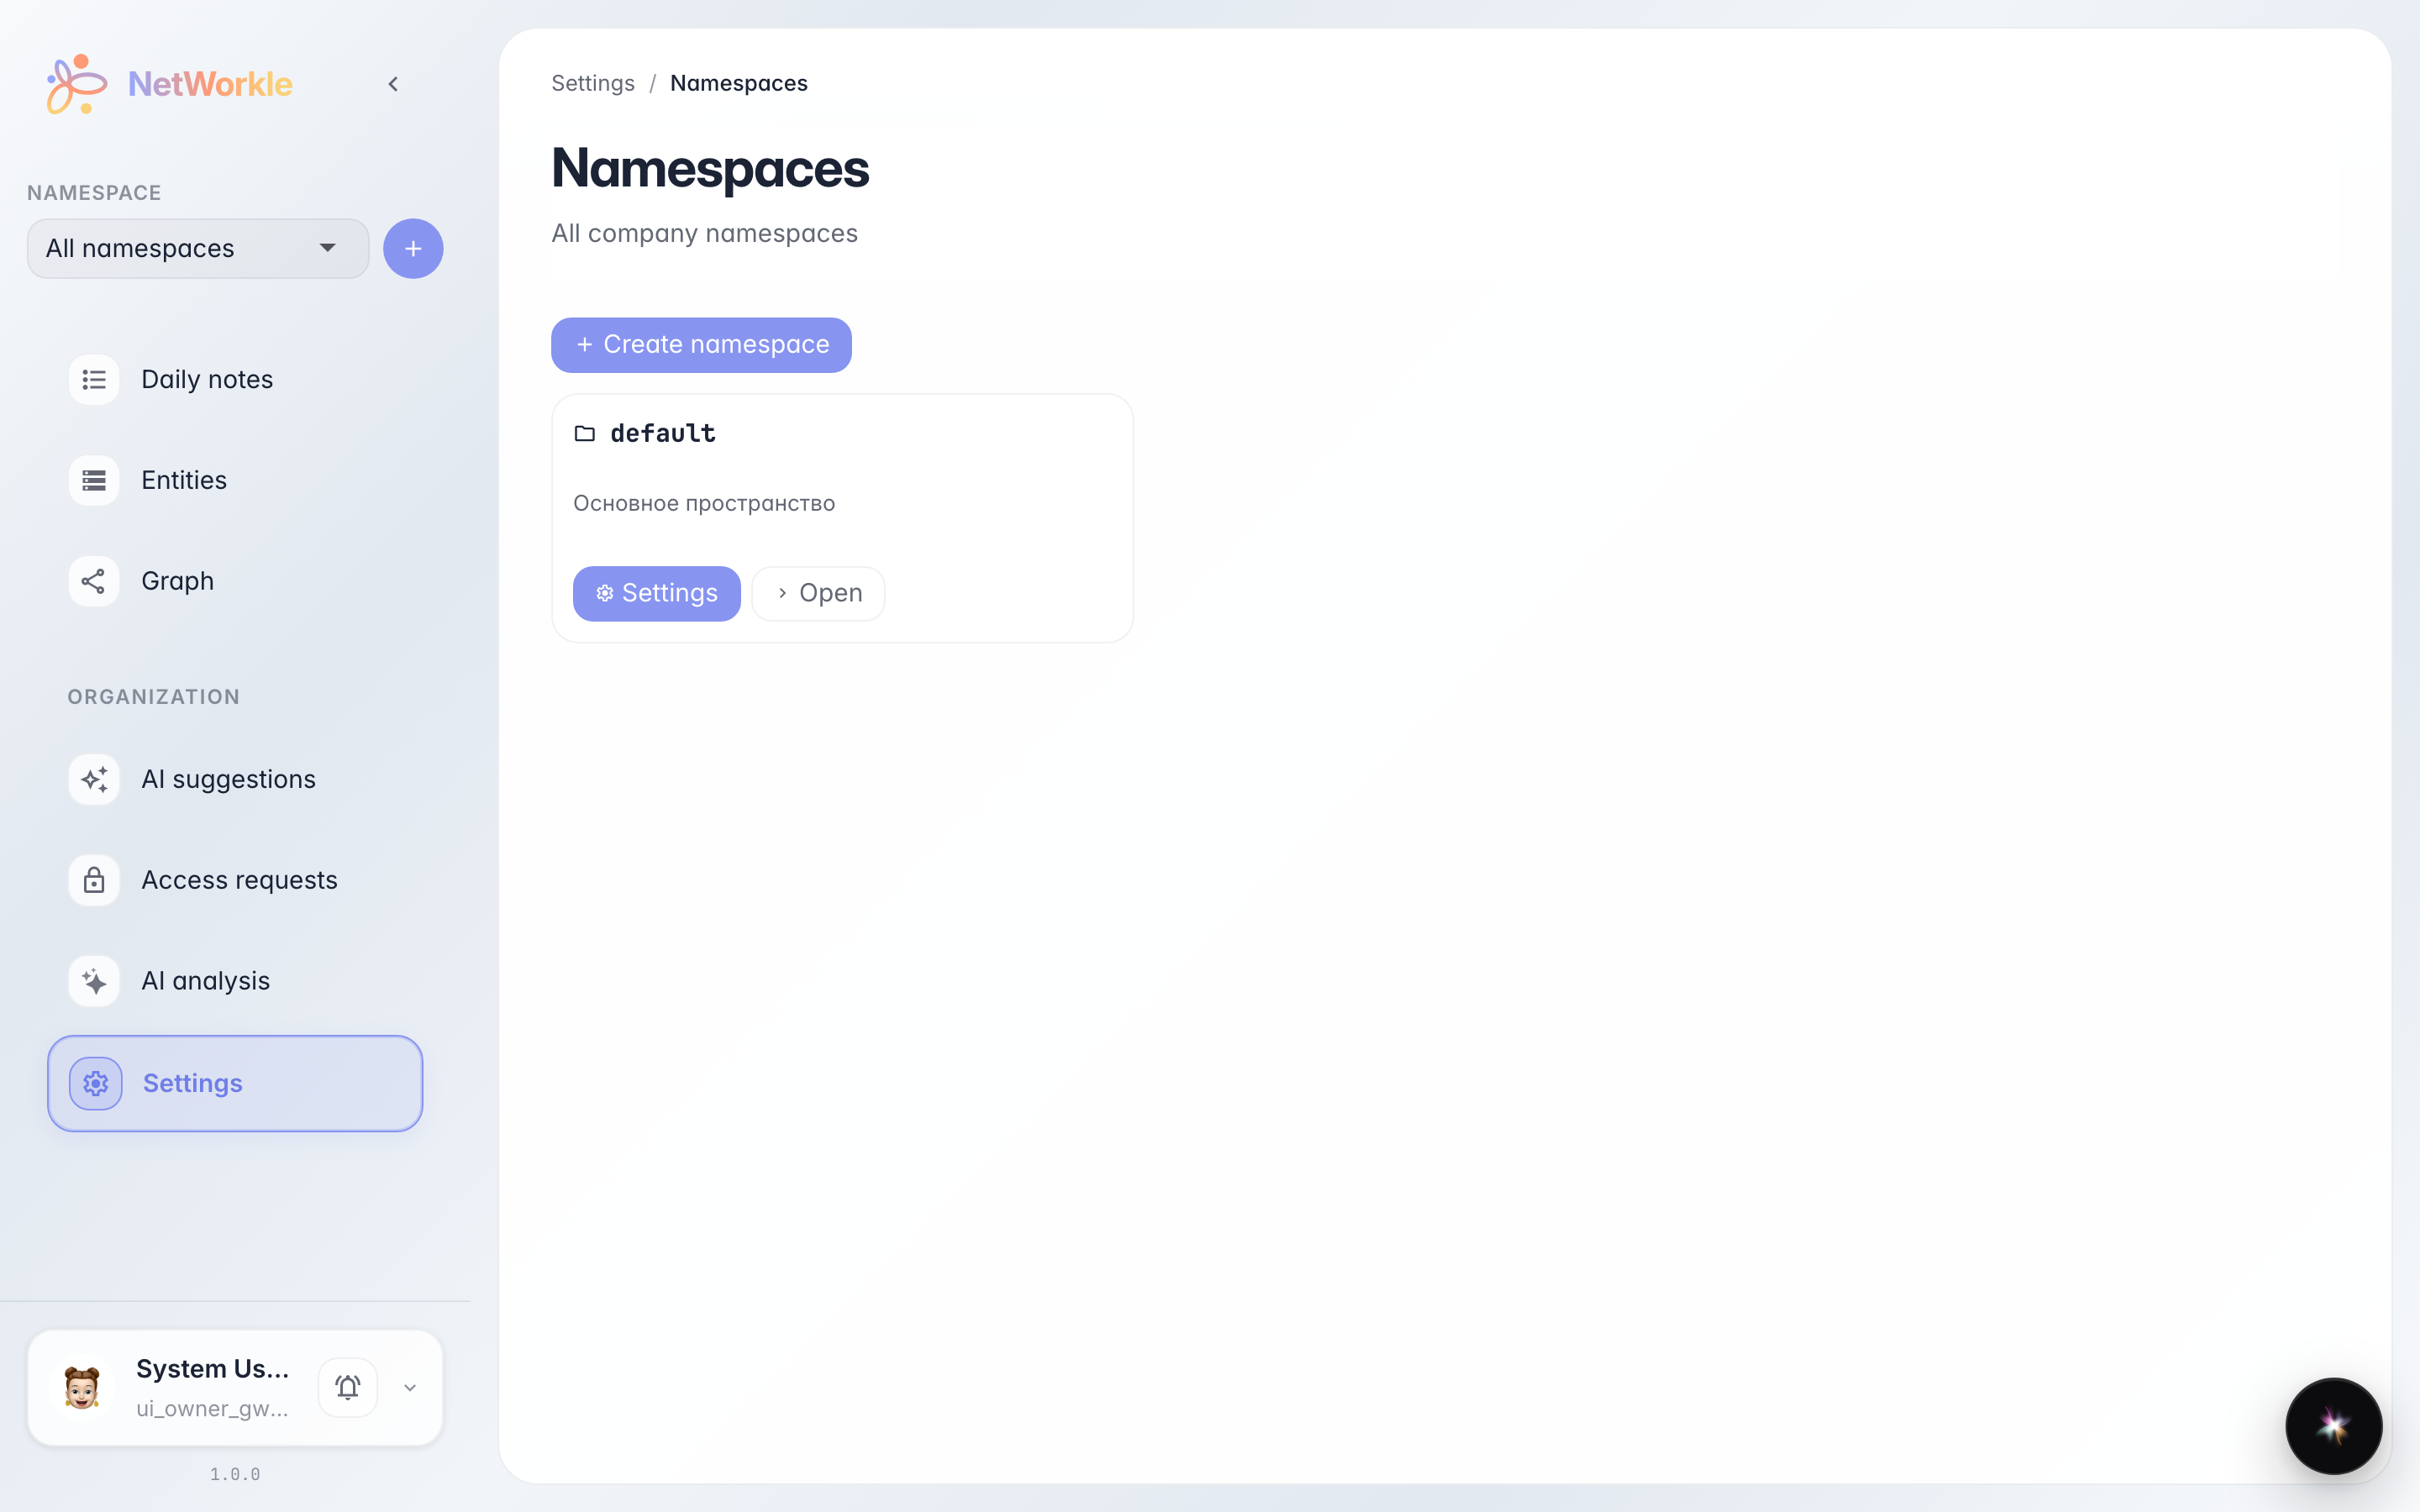 NetWorkle
NAMESPACE
All namespaces
Daily notes
Entities
Graph
ORGANIZATION
AI suggestions
Access requests
AI analysis
Settings
System Us...
ui_owner_gw...
1.0.0
Settings / Namespaces
Namespaces
All company namespaces
+ Create namespace
default
Основное пространство
Settings
Open